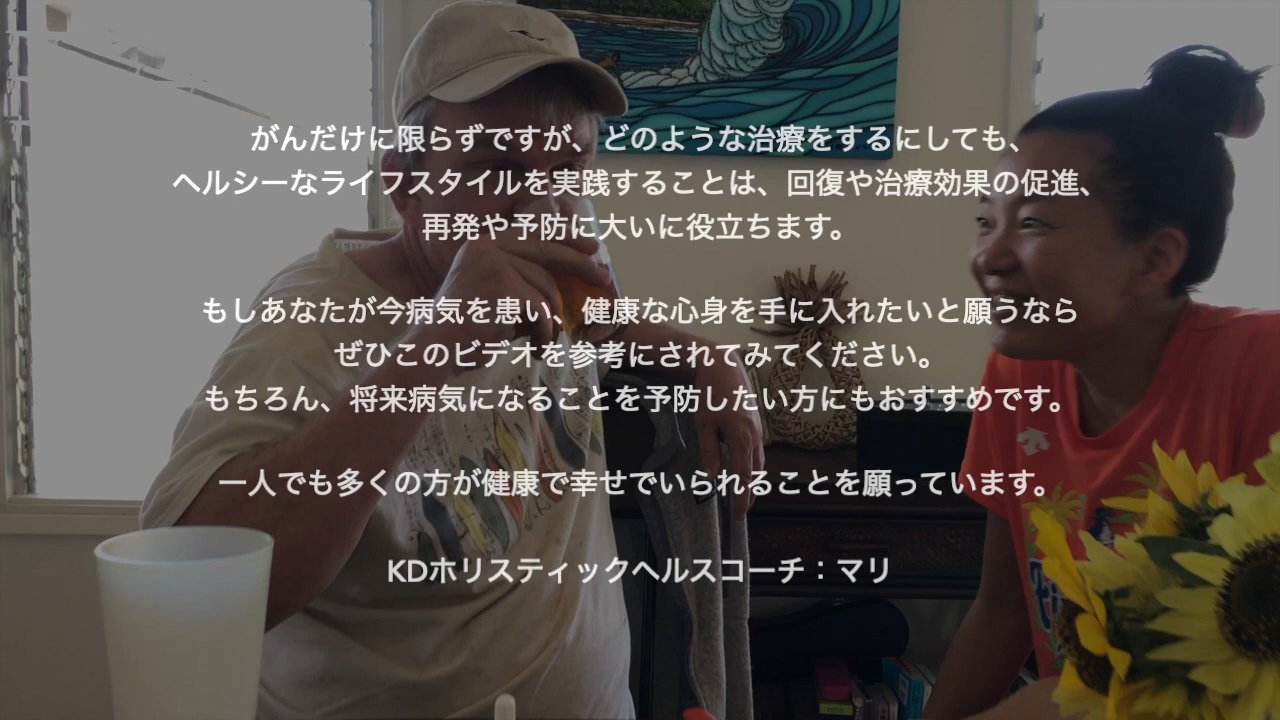 がんだけに限らずですが、どのような治療をするにしても、
ヘルシーなライフスタイルを実践することは、回復や治療効果の促進、
再発や予防に大いに役立ちます。
もしあなたが今病気を患い、健康な心身を手に入れたいと願うなら
ぜひこのビデオを参考にされてみてください。
もちろん、将来病気になることを予防したい方にもおすすめです。
一人でも多くの方が健康で幸せでいられることを願っています。
KDホリスティックヘルスコーチ：マリ